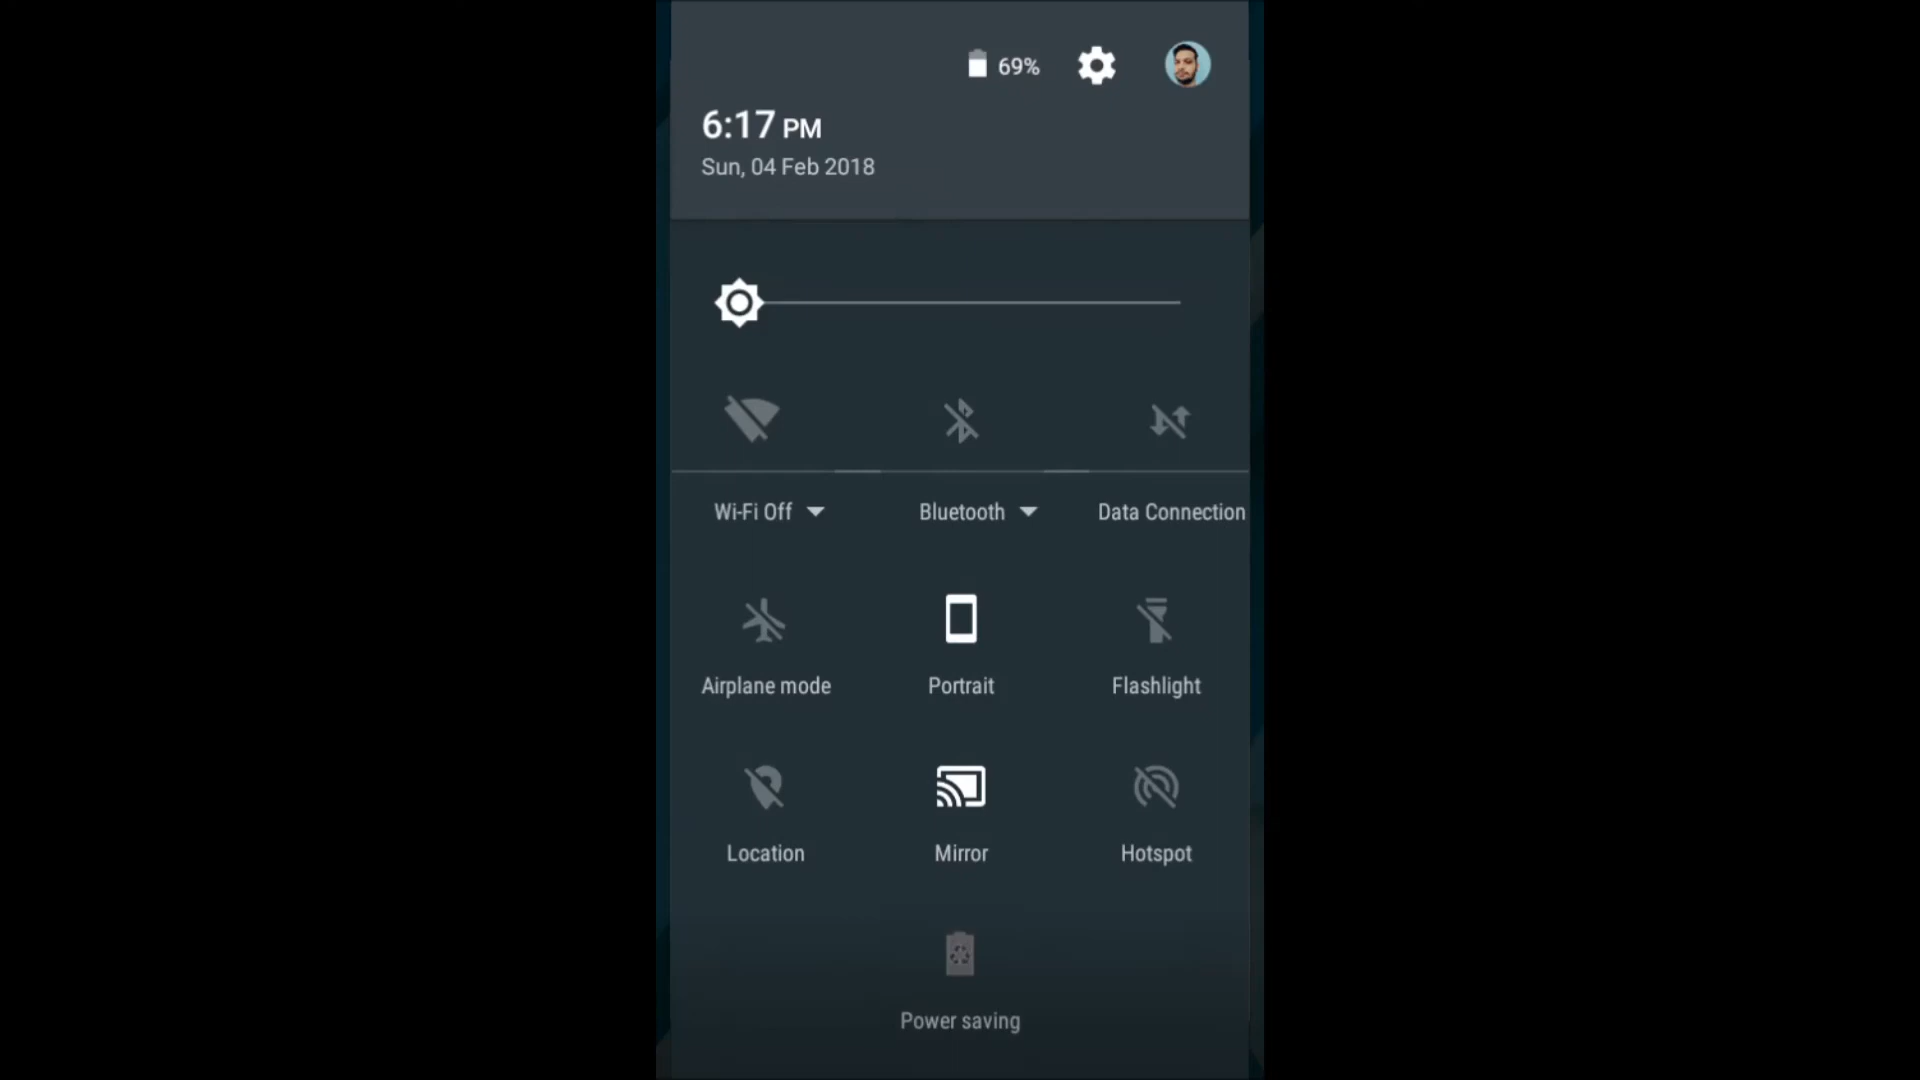 69%
6:17 PM
Sun, 04 Feb 2018
Wi-Fi Off
Bluetooth
Data Connection
Airplane mode
Portrait
Flashlight
Location
Mirror
Hotspot
Power saving